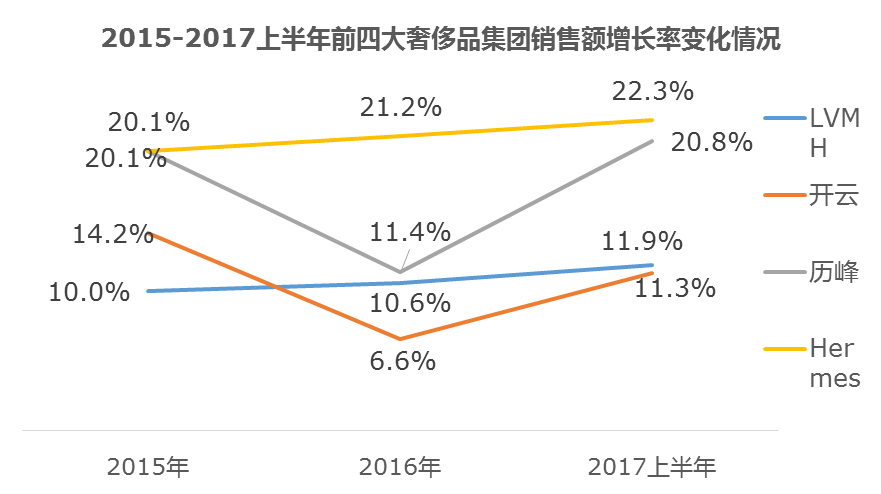 2015-2017上半年前四大奢侈品集团销售额增长率变化情况
20.1%
21.2%
22.3%
20.1%
20.8%
14.2%
11.4%
11.9%
10.0%
10.6%
11.3%
6.6%
2015年
2016年
2017上半年
LVM
H
开云
历峰
Her
mes